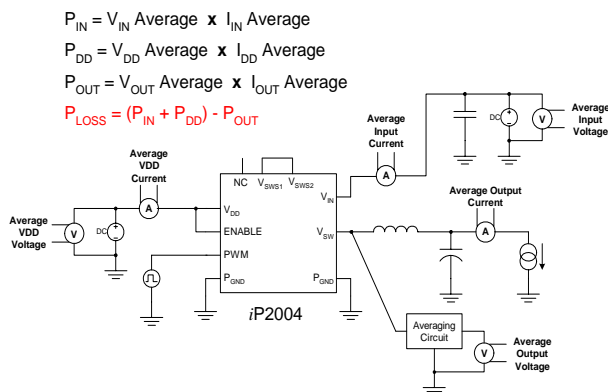 P_IN = V_IN Average x I_IN Average
P_DD = V_DD Average x I_DD Average
P_OUT = V_OUT Average x I_OUT Average
P_LOSS = (P_IN + P_DD) - P_OUT
Average
Input
Current
A
DC
V
Average
Input
Voltage
Average
VDD
Current
A
NC
V_SWS1
V_SWS2
V_IN
Average Output
Current
A
Average
VDD
Voltage
V
DC
V_DD
ENABLE
PWM
P_GND
V_SW
P_GND
iP2004
Averaging
Circuit
V
Average
Output
Voltage